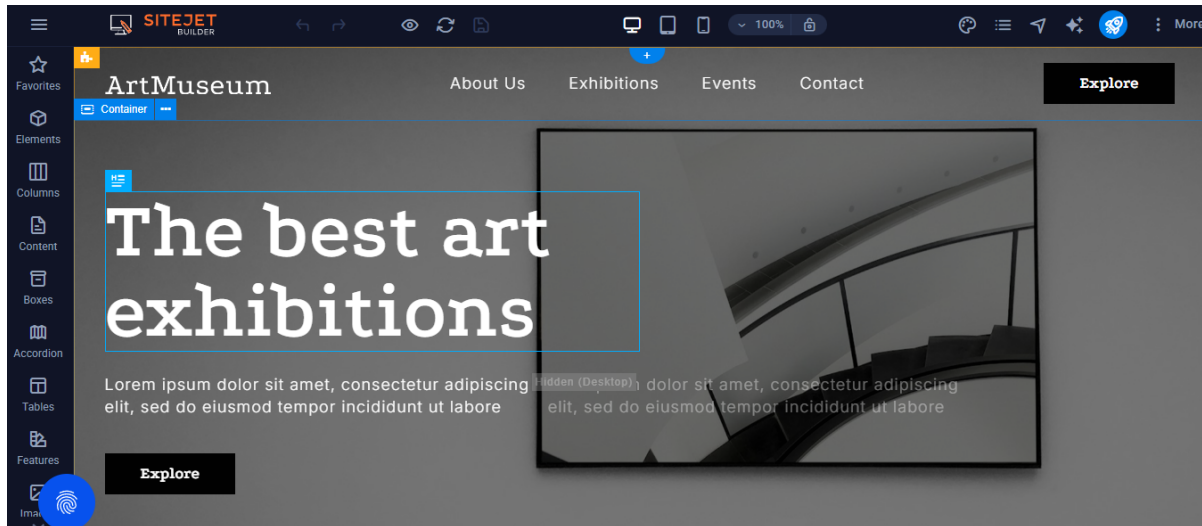 SITEJET
BUILDER
100%
More
Favorites
Elements
Columns
Content
Boxes
Accordion
Tables
Features
ArtMuseum
About Us
Exhibitions
Events
Contact
Explore
Container
The best art
exhibitions
Lorem ipsum dolor sit amet, consectetur adipiscing
elit, sed do eiusmod tempor incididunt ut labore
Hidden (Desktop)
dolor sit amet, consectetur adipiscing
elit, sed do eiusmod tempor incididunt ut labore
Explore